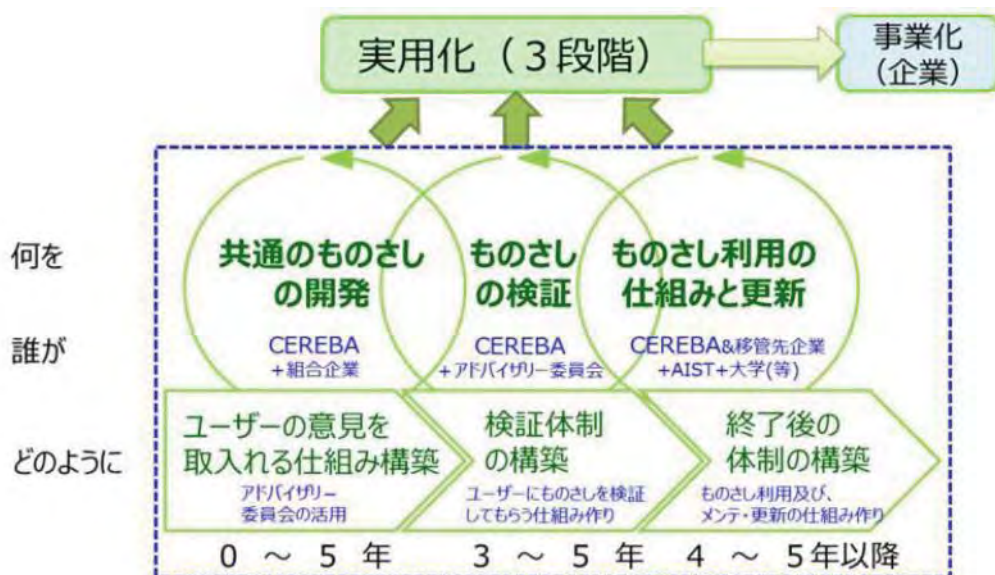 実用化（３段階）
事業化
（企業）
何を
共通のものさし
の開発
ものさし
の検証
ものさし利用の
仕組みと更新
誰が
CEREBA
+組合企業
CEREBA
+アドバイザリー委員会
CEREBA&移管先企業
+AIST+大学(等)
どのように
ユーザーの意見を
取入れる仕組み構築
アドバイザリー
委員会の活用
検証体制
の構築
ユーザーにものさしを検証
してもらう仕組み作り
終了後の
体制の構築
ものさし利用及び、
メンテ・更新の仕組み作り
０ ～ ５ 年
３ ～ ５ 年
４ ～ ５年以降